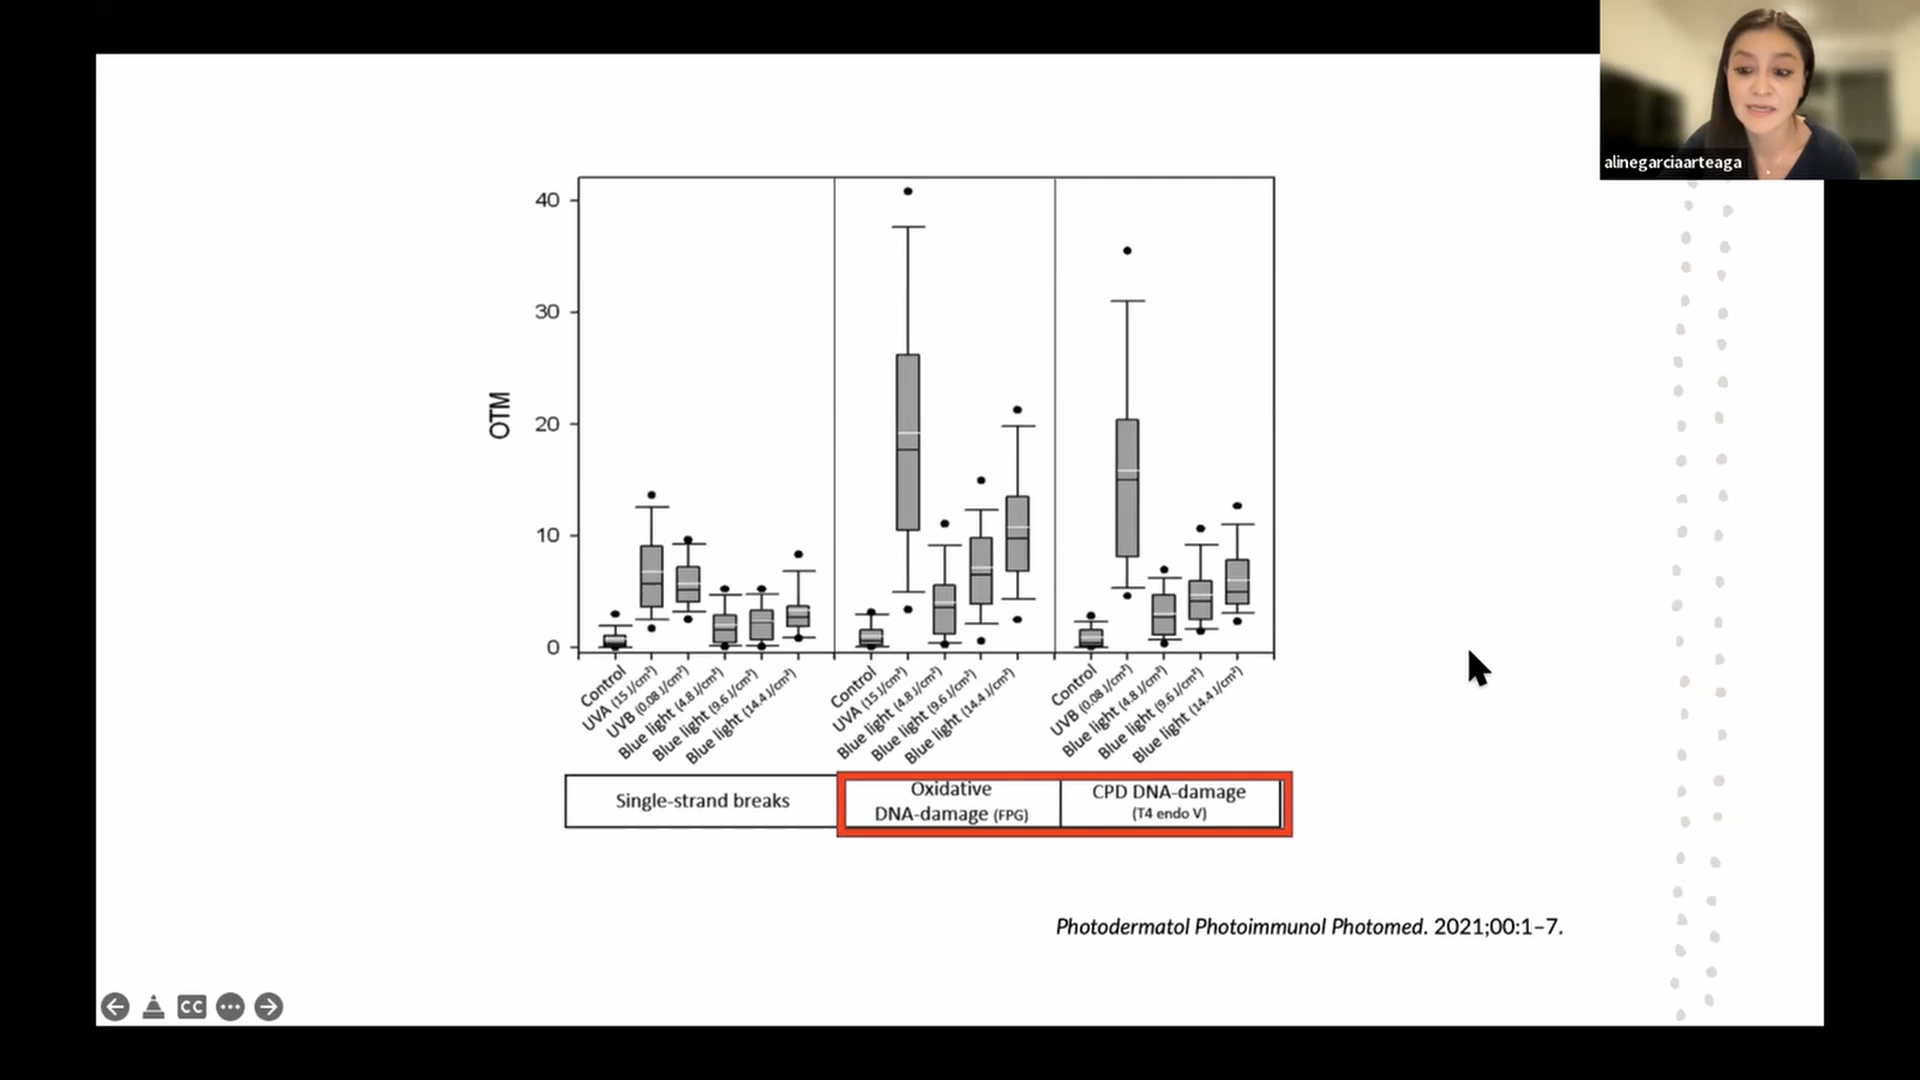 alinegarciaarteaga
40
30
20
10
0
OTM
Control
UVA (15 J/cm²)
UVB (0.08 J/cm²)
Blue light (4.8 J/cm²)
Blue light (9.6 J/cm²)
Blue light (14.4 J/cm²)
Control
UVA (15 J/cm²)
Blue light (4.8 J/cm²)
Blue light (9.6 J/cm²)
Blue light (14.4 J/cm²)
Control
UVB (0.08 J/cm²)
Blue light (4.8 J/cm²)
Blue light (9.6 J/cm²)
Blue light (14.4 J/cm²)
Single-strand breaks
Oxidative
DNA-damage (FPG)
CPD DNA-damage
(T4 endo V)
Photodermatol Photoimmunol Photomed. 2021;00:1–7.
CC